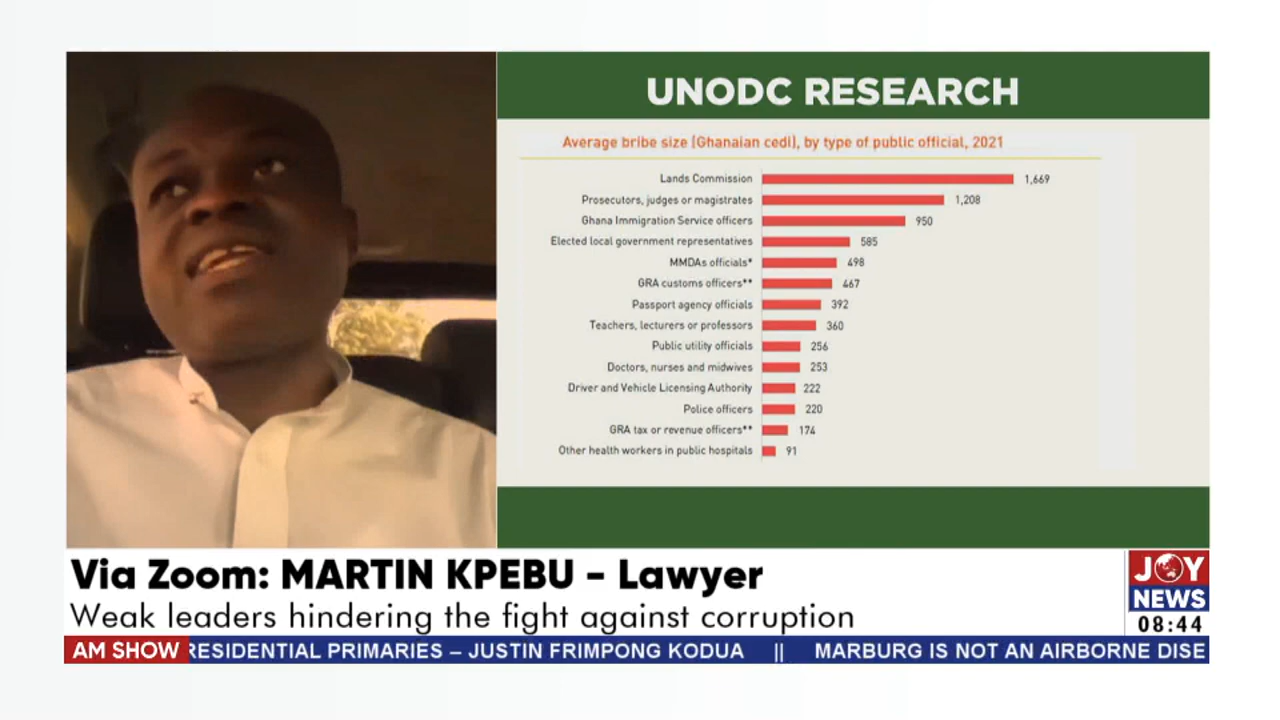 UNODC RESEARCH
Average bribe size (Ghanaian cedi), by type of public official, 2021
Lands Commission 1,669
Prosecutors, judges or magistrates 1,208
Ghana Immigration Service officers 950
Elected local government representatives 585
MMDAs officials* 498
GRA customs officers** 467
Passport agency officials 392
Teachers, lecturers or professors 360
Public utility officials 256
Doctors, nurses and midwives 253
Driver and Vehicle Licensing Authority 222
Police officers 220
GRA tax or revenue officers** 174
Other health workers in public hospitals 91
Via Zoom: MARTIN KPEBU - Lawyer
Weak leaders hindering the fight against corruption
JOY
NEWS
08:44
AM SHOW RESIDENTIAL PRIMARIES – JUSTIN FRIMPONG KODUA || MARBURG IS NOT AN AIRBORNE DISE